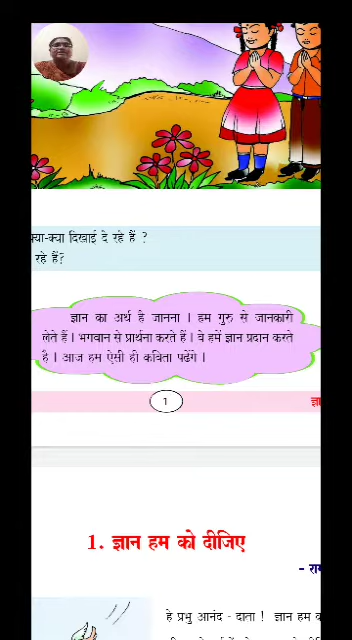 क्या-क्या दिखाई दे रहे हैं ?
रहे हैं?
ज्ञान का अर्थ है जानना । हम गुरु से जानकारी
लेते हैं । भगवान से प्रार्थना करते हैं । वे हमें ज्ञान प्रदान करते
है । आज हम ऐसी ही कविता पढेंगे ।
1
1. ज्ञान हम को दीजिए
हे प्रभु आनंद - दाता ! ज्ञान हम